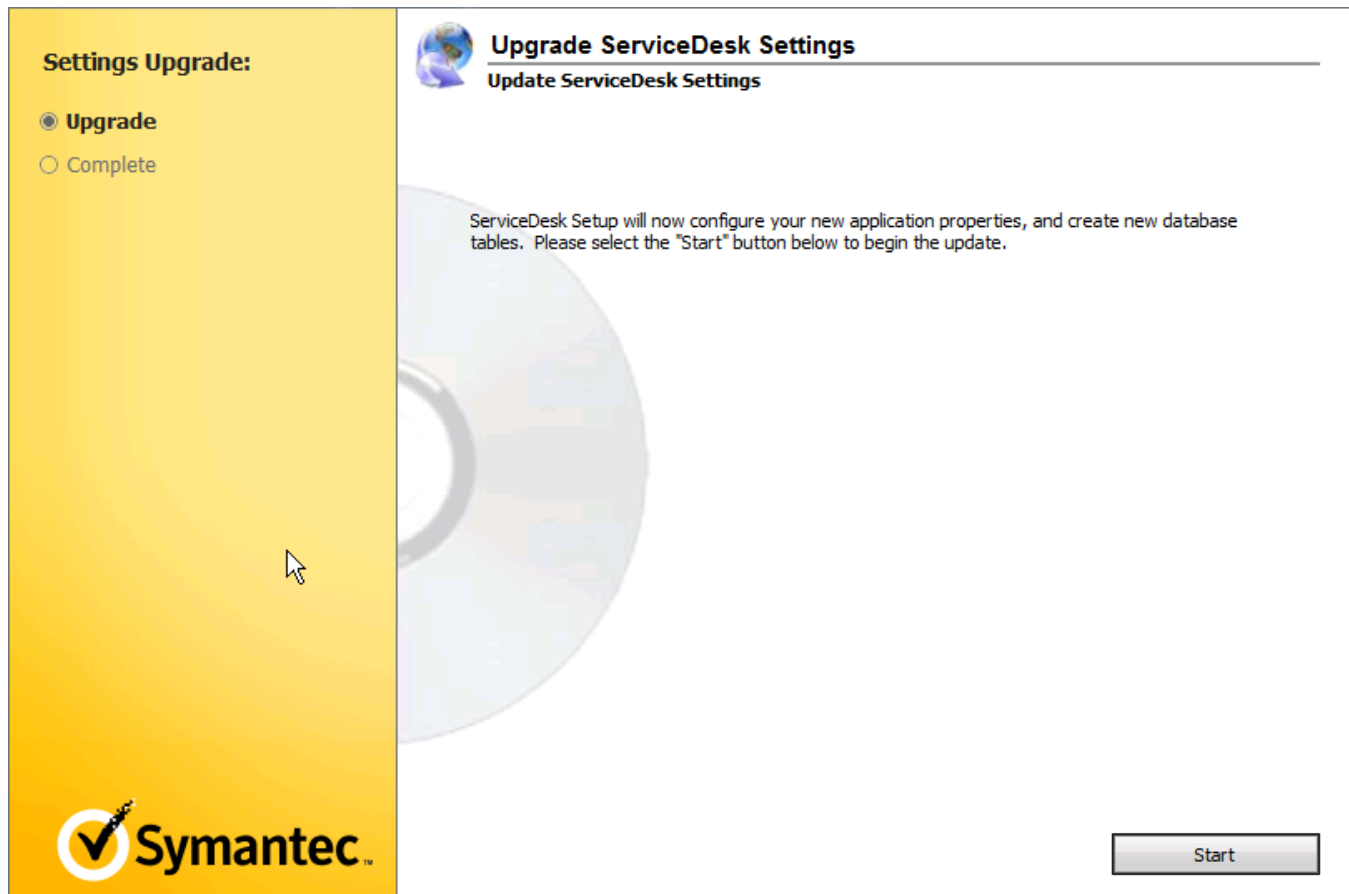 Settings Upgrade:
Upgrade
Complete
Upgrade ServiceDesk Settings
Update ServiceDesk Settings
ServiceDesk Setup will now configure your new application properties, and create new database
tables.  Please select the "Start" button below to begin the update.
Symantec™
Start